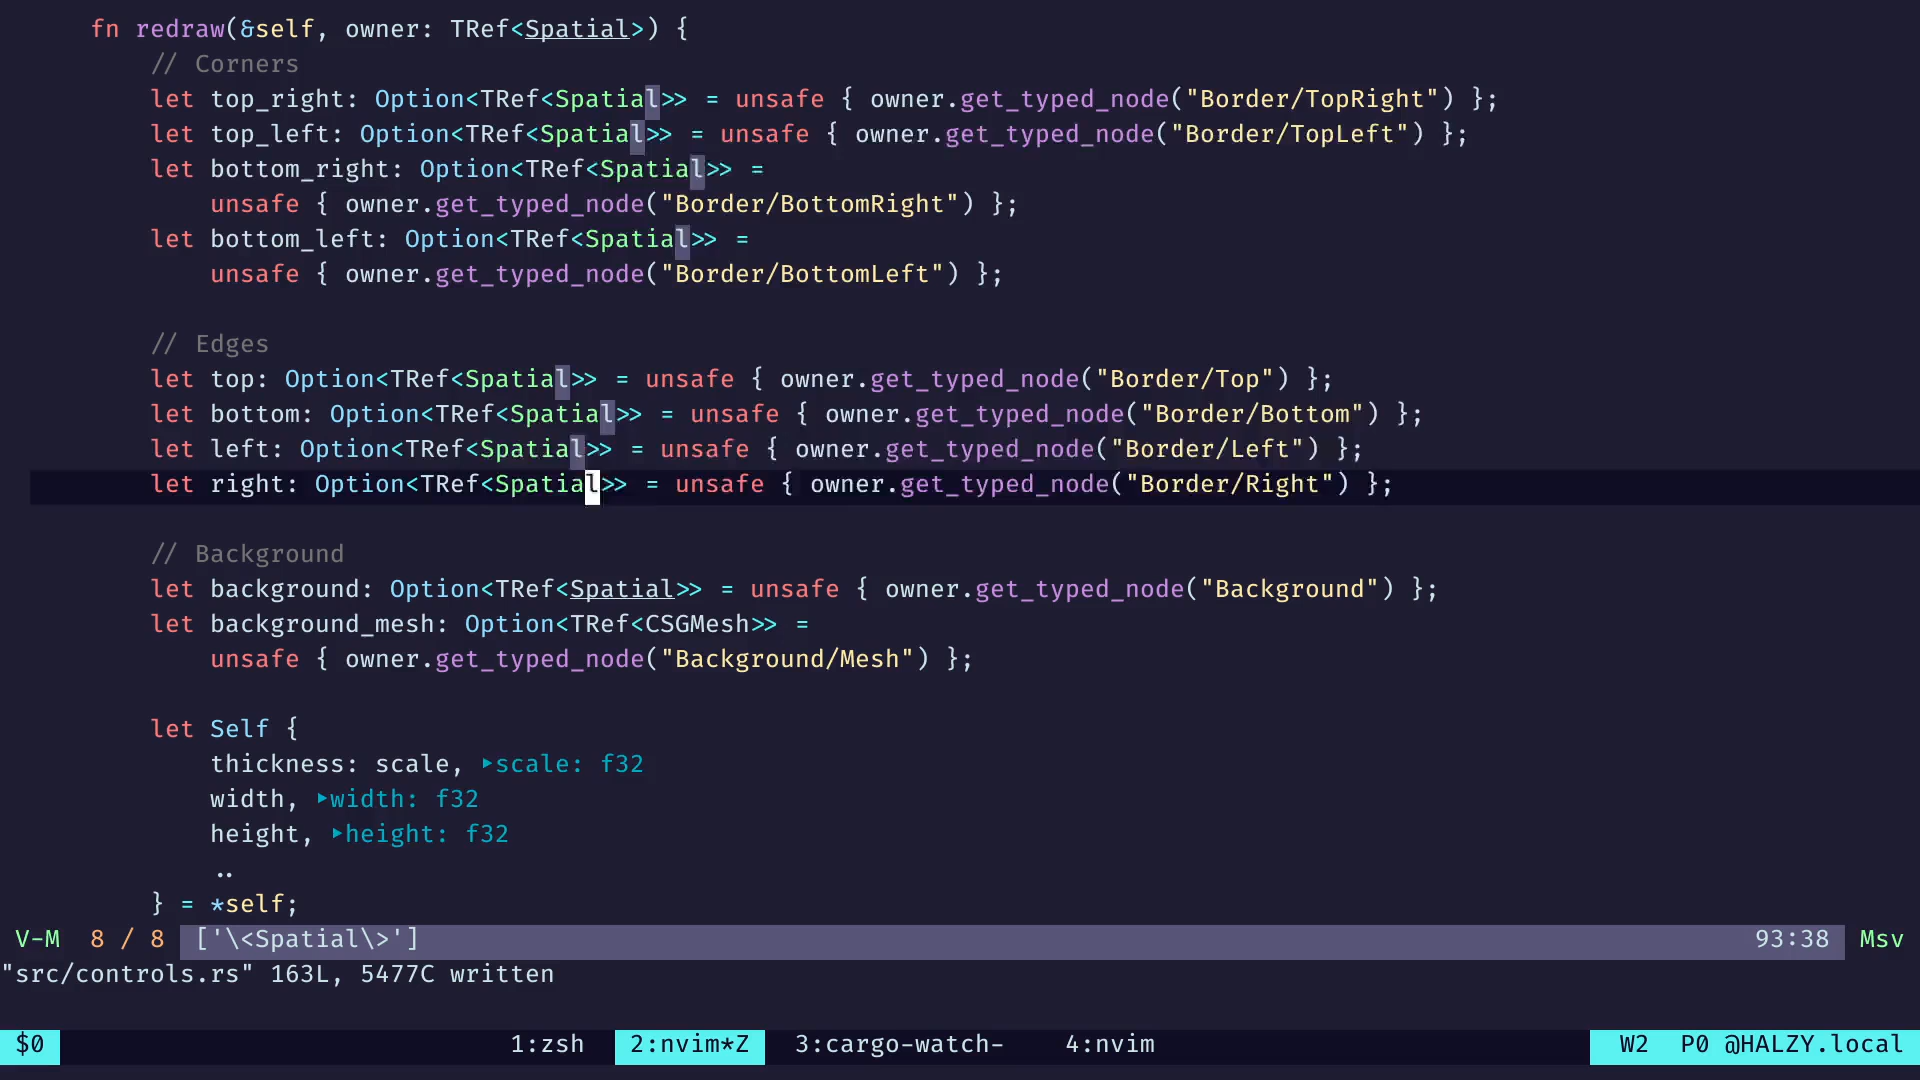 fn redraw(&self, owner: TRef<Spatial>) {
// Corners
let top_right: Option<TRef<Spatial>> = unsafe { owner.get_typed_node("Border/TopRight") };
let top_left: Option<TRef<Spatial>> = unsafe { owner.get_typed_node("Border/TopLeft") };
let bottom_right: Option<TRef<Spatial>> =
unsafe { owner.get_typed_node("Border/BottomRight") };
let bottom_left: Option<TRef<Spatial>> =
unsafe { owner.get_typed_node("Border/BottomLeft") };
// Edges
let top: Option<TRef<Spatial>> = unsafe { owner.get_typed_node("Border/Top") };
let bottom: Option<TRef<Spatial>> = unsafe { owner.get_typed_node("Border/Bottom") };
let left: Option<TRef<Spatial>> = unsafe { owner.get_typed_node("Border/Left") };
let right: Option<TRef<Spatial>> = unsafe { owner.get_typed_node("Border/Right") };
// Background
let background: Option<TRef<Spatial>> = unsafe { owner.get_typed_node("Background") };
let background_mesh: Option<TRef<CSGMesh>> =
unsafe { owner.get_typed_node("Background/Mesh") };
let Self {
thickness: scale, ▸scale: f32
width, ▸width: f32
height, ▸height: f32
..
} = *self;
V-M 8 / 8 ['\<Spatial\>'] 93:38 Msv
"src/controls.rs" 163L, 5477C written
$0 1:zsh 2:nvim*Z 3:cargo-watch- 4:nvim W2 P0 @HALZY.local